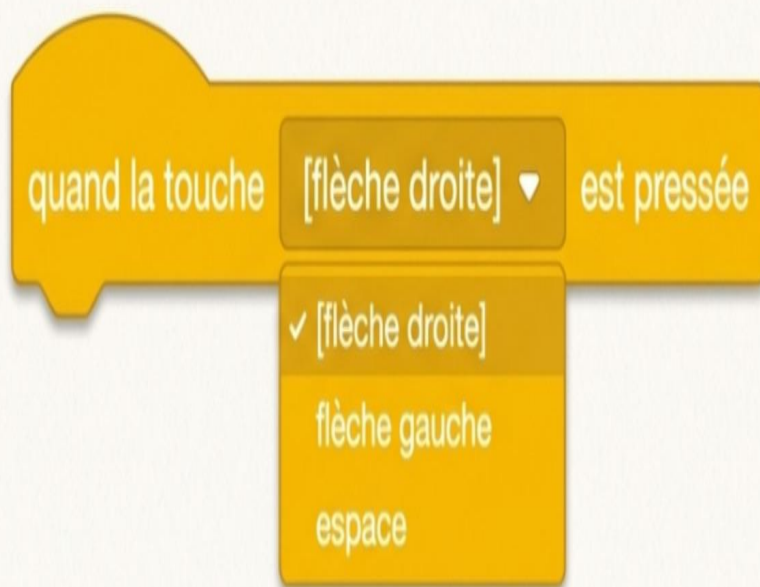 quand la touche [flèche droite] est pressée
[flèche droite]
flèche gauche
espace